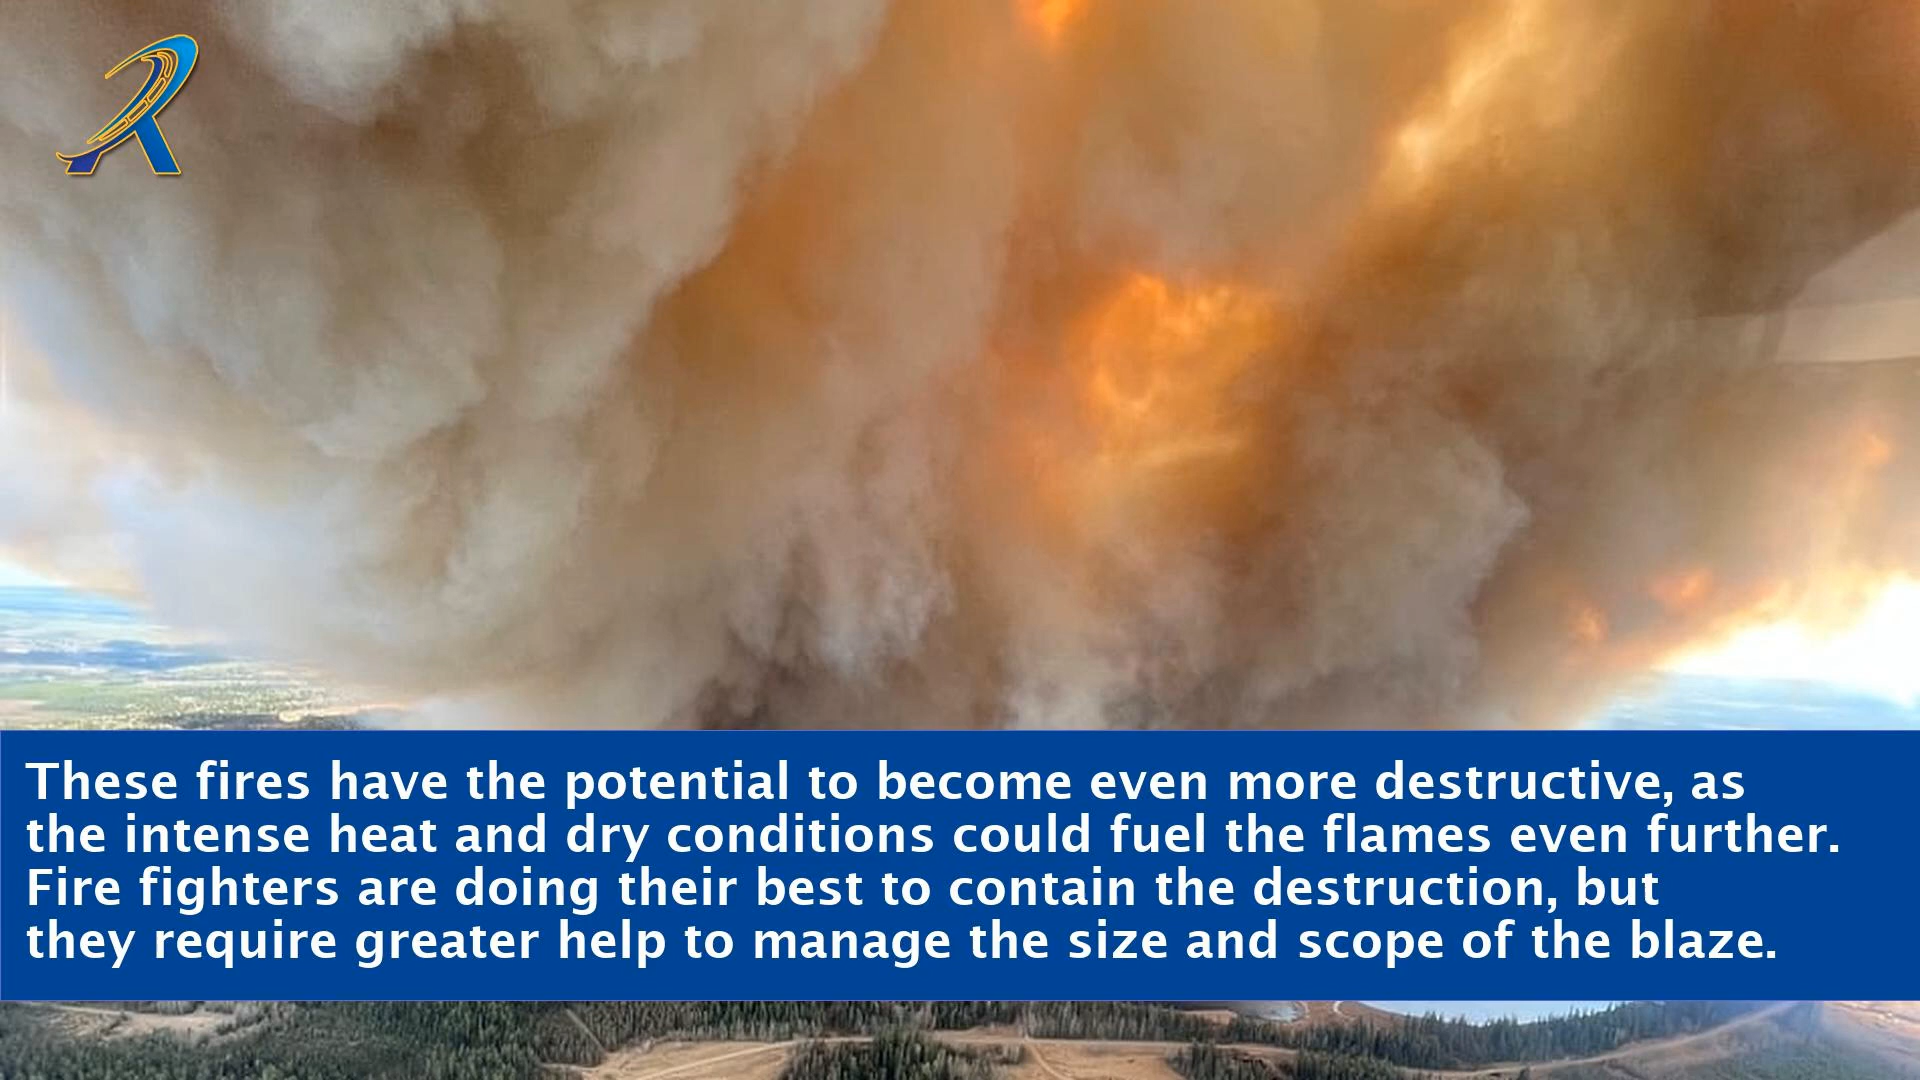 These fires have the potential to become even more destructive, as
the intense heat and dry conditions could fuel the flames even further.
Fire fighters are doing their best to contain the destruction, but
they require greater help to manage the size and scope of the blaze.